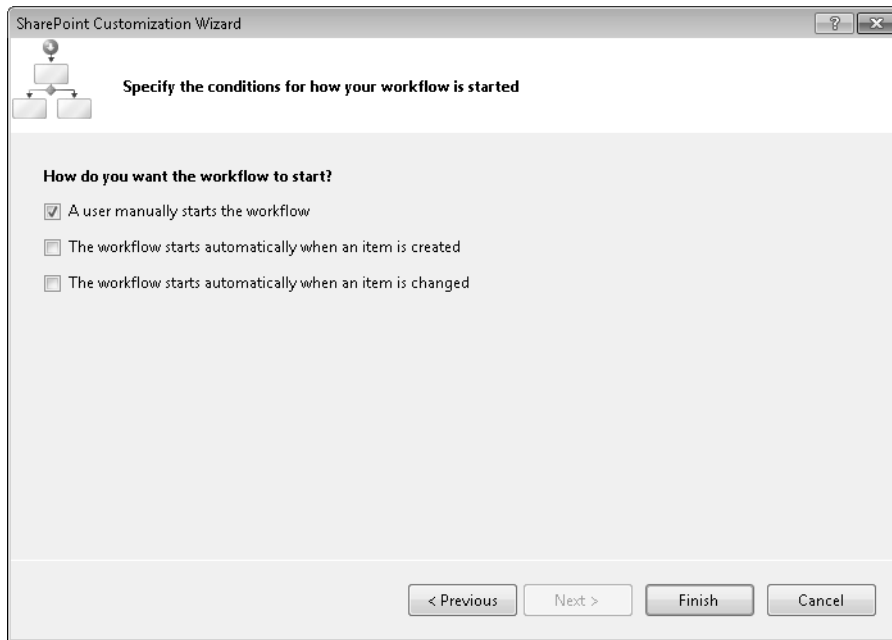 SharePoint Customization Wizard
?
Specify the conditions for how your workflow is started
How do you want the workflow to start?
A user manually starts the workflow
The workflow starts automatically when an item is created
The workflow starts automatically when an item is changed
< Previous Next > Finish Cancel